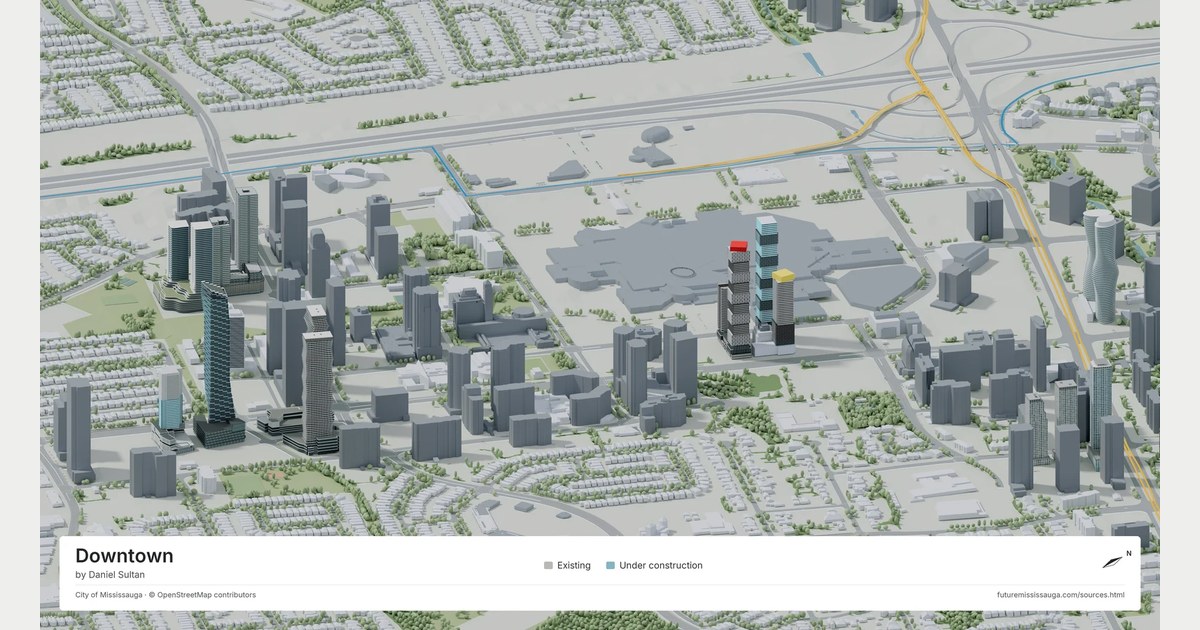 Downtown
by Daniel Sultan
Existing
Under construction
N
City of Mississauga · © OpenStreetMap contributors
futuremississauga.com/sources.html